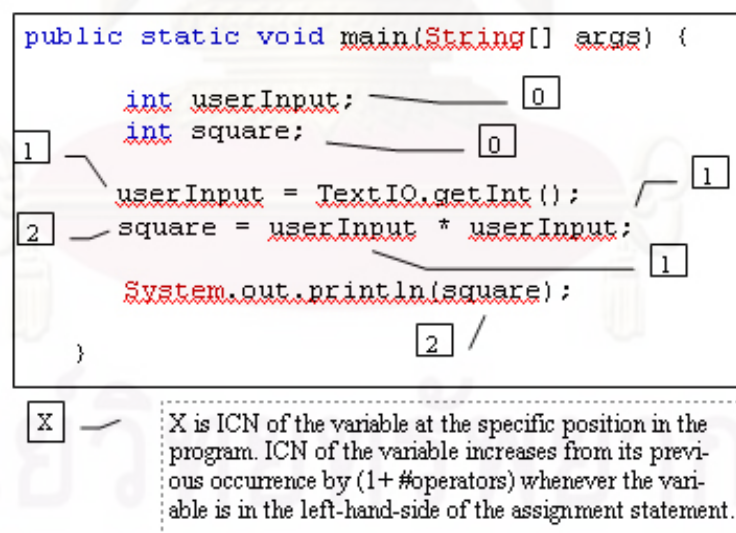 public static void main(String[] args) {
int userInput; 0
int square; 0
1
userInput = TextIO.getInt(); 1
2 square = userInput * userInput;
1
System.out.println(square);
2
}
X X is ICN of the variable at the specific position in the
program. ICN of the variable increases from its previ-
ous occurrence by (1+ #operators) whenever the vari-
able is in the left-hand-side of the assignment statement.